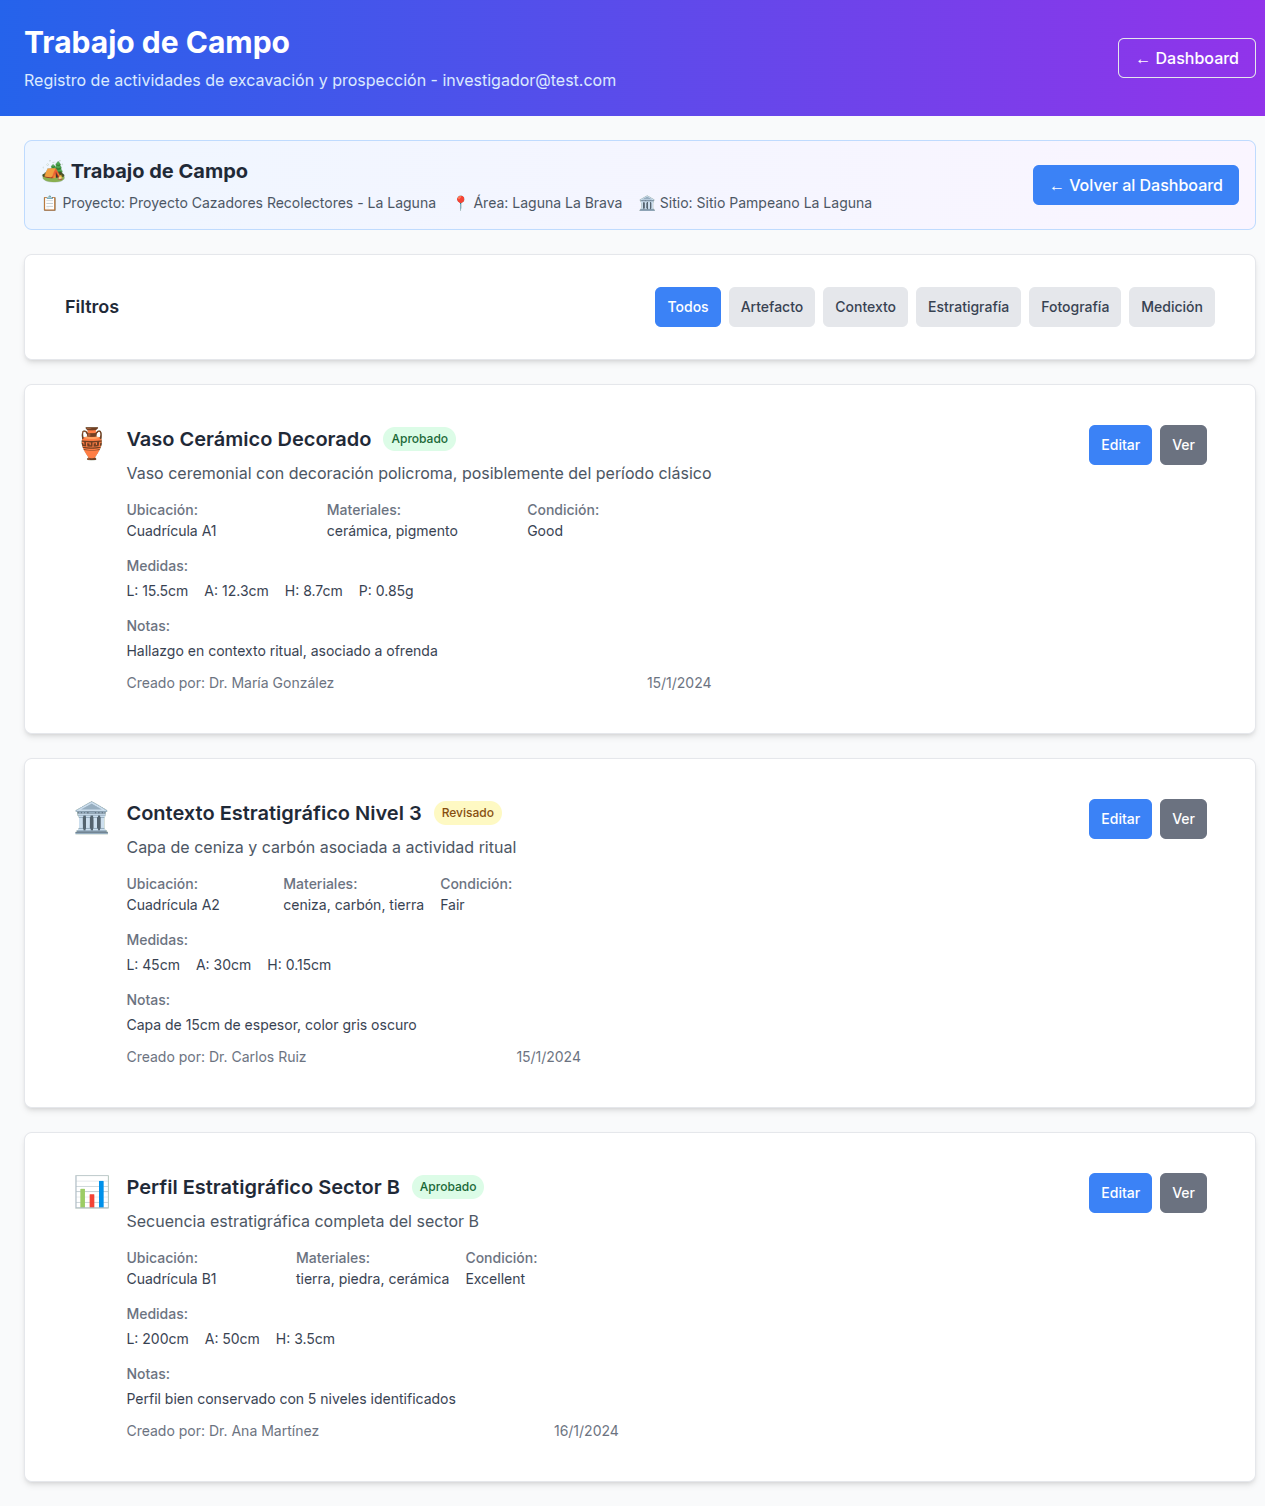 Trabajo de Campo
Registro de actividades de excavación y prospección - investigador@test.com
← Dashboard
Trabajo de Campo
Proyecto: Proyecto Cazadores Recolectores - La Laguna Área: Laguna La Brava Sitio: Sitio Pampeano La Laguna
← Volver al Dashboard
Filtros
Todos Artefacto Contexto Estratigrafía Fotografía Medición
Vaso Cerámico Decorado Aprobado
Editar Ver
Vaso ceremonial con decoración policroma, posiblemente del período clásico
Ubicación: Materiales: Condición:
Cuadrícula A1 cerámica, pigmento Good
Medidas:
L: 15.5cm A: 12.3cm H: 8.7cm P: 0.85g
Notas:
Hallazgo en contexto ritual, asociado a ofrenda
Creado por: Dr. María González 15/1/2024
Contexto Estratigráfico Nivel 3 Revisado
Editar Ver
Capa de ceniza y carbón asociada a actividad ritual
Ubicación: Materiales: Condición:
Cuadrícula A2 ceniza, carbón, tierra Fair
Medidas:
L: 45cm A: 30cm H: 0.15cm
Notas:
Capa de 15cm de espesor, color gris oscuro
Creado por: Dr. Carlos Ruiz 15/1/2024
Perfil Estratigráfico Sector B Aprobado
Editar Ver
Secuencia estratigráfica completa del sector B
Ubicación: Materiales: Condición:
Cuadrícula B1 tierra, piedra, cerámica Excellent
Medidas:
L: 200cm A: 50cm H: 3.5cm
Notas:
Perfil bien conservado con 5 niveles identificados
Creado por: Dr. Ana Martínez 16/1/2024